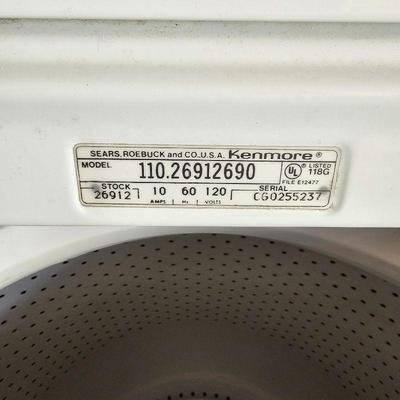 SEARS, ROEBUCK and CO. U.S.A. Kenmore®
MODEL 110.26912690 UL® LISTED 118G
FILE E12477
STOCK 26912 10 60 120 SERIAL CG0255237
AMPS Hz VOLTS